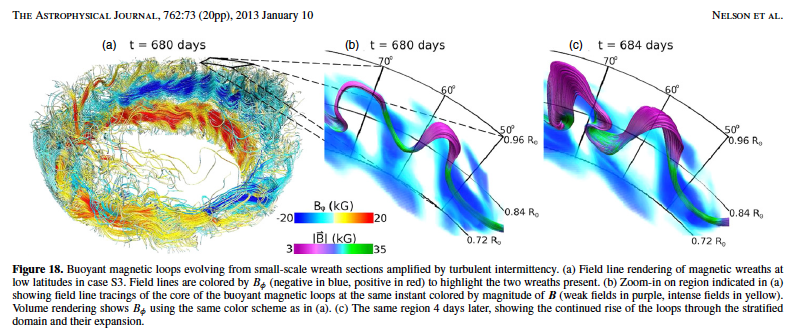 THE ASTROPHYSICAL JOURNAL, 762:73 (20pp), 2013 January 10 NELSON ET AL.
(a) t = 680 days (b) t = 680 days (c) t = 684 days
70° 70°
60° 60°
50° 50°
0.96 R☉ 0.96 R☉
0.84 R☉ 0.84 R☉
0.72 R☉ 0.72 R☉
Bφ (kG)
-20 20
|B⃗| (kG)
3 35
Figure 18. Buoyant magnetic loops evolving from small-scale wreath sections amplified by turbulent intermittency. (a) Field line rendering of magnetic wreaths at
low latitudes in case S3. Field lines are colored by Bϕ (negative in blue, positive in red) to highlight the two wreaths present. (b) Zoom-in on region indicated in (a)
showing field line tracings of the core of the buoyant magnetic loops at the same instant colored by magnitude of B (weak fields in purple, intense fields in yellow).
Volume rendering shows Bϕ using the same color scheme as in (a). (c) The same region 4 days later, showing the continued rise of the loops through the stratified
domain and their expansion.